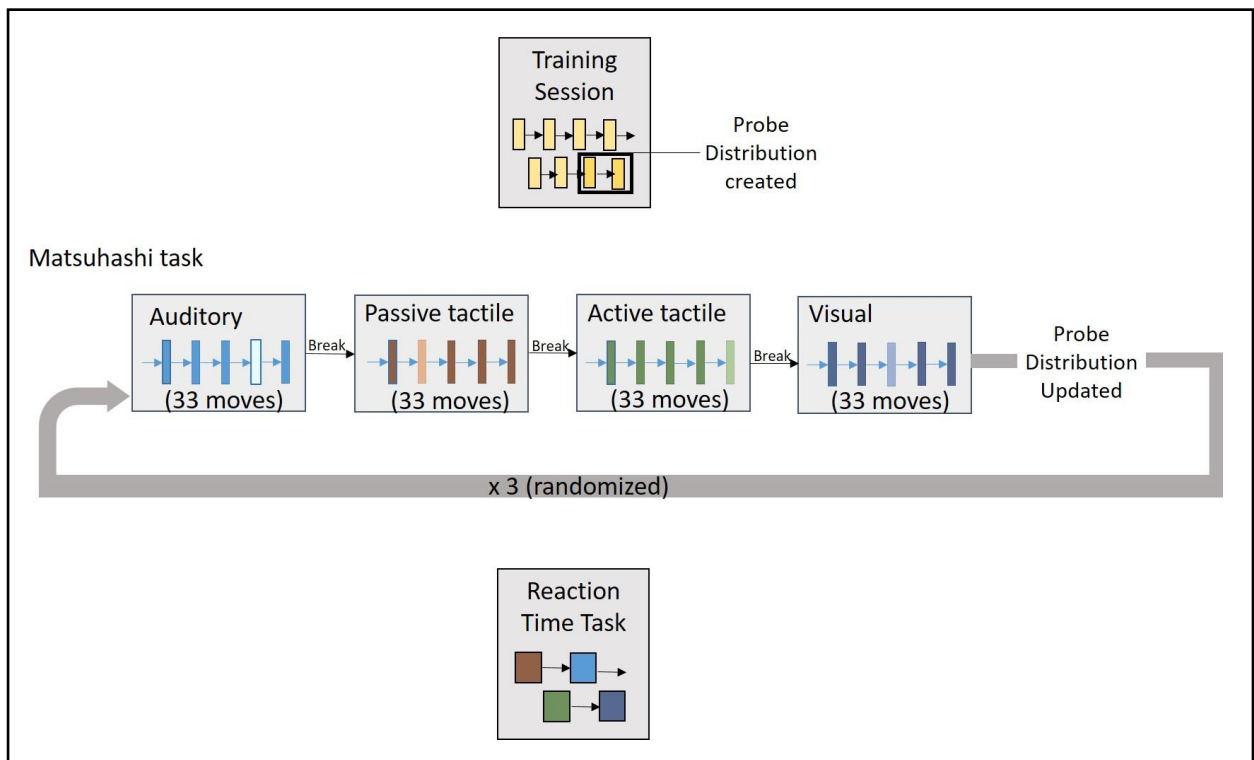 Training
Session
Probe
Distribution
created
Matsuhashi task
Auditory
(33 moves)
Break
Passive tactile
(33 moves)
Break
Active tactile
(33 moves)
Break
Visual
(33 moves)
Probe
Distribution
Updated
x 3 (randomized)
Reaction
Time Task